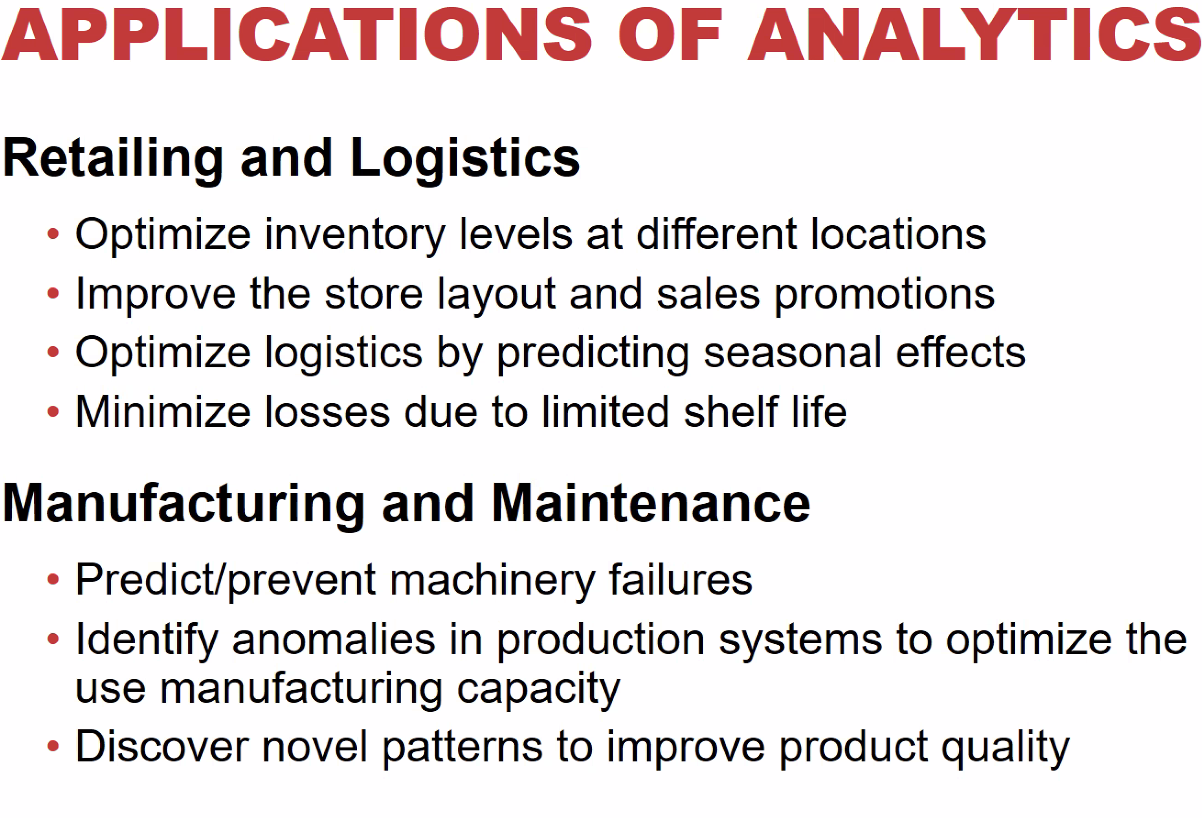 APPLICATIONS OF ANALYTICS
Retailing and Logistics
• Optimize inventory levels at different locations
• Improve the store layout and sales promotions
• Optimize logistics by predicting seasonal effects
• Minimize losses due to limited shelf life
Manufacturing and Maintenance
• Predict/prevent machinery failures
• Identify anomalies in production systems to optimize the
use manufacturing capacity
• Discover novel patterns to improve product quality